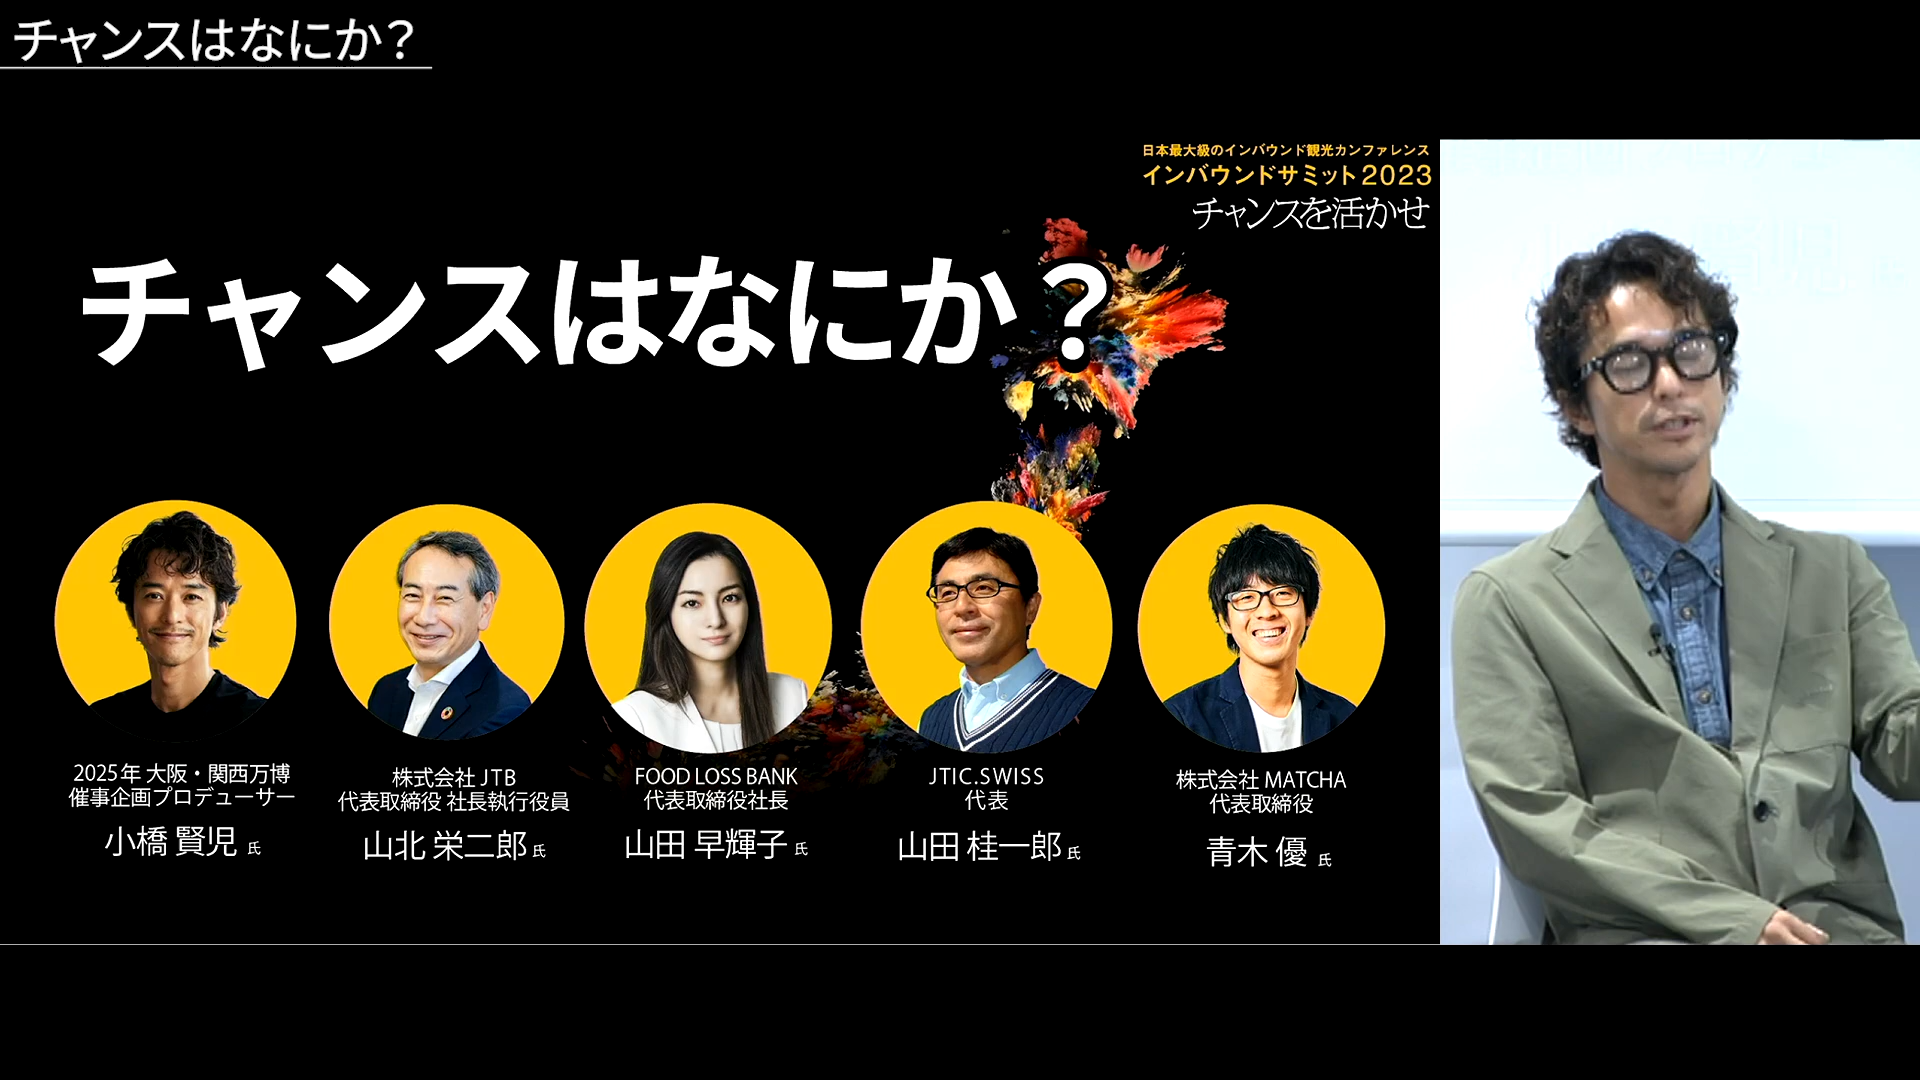 チャンスはなにか？
日本最大級のインバウンド観光カンファレンス
インバウンドサミット2023
チャンスを活かせ
チャンスはなにか？
2025年 大阪・関西万博
催事企画プロデューサー
小橋 賢児 氏
株式会社 JTB
代表取締役 社長執行役員
山北 栄二郎 氏
FOOD LOSS BANK
代表取締役社長
山田 早輝子 氏
JTIC.SWISS
代表
山田 桂一郎 氏
株式会社 MATCHA
代表取締役
青木 優 氏